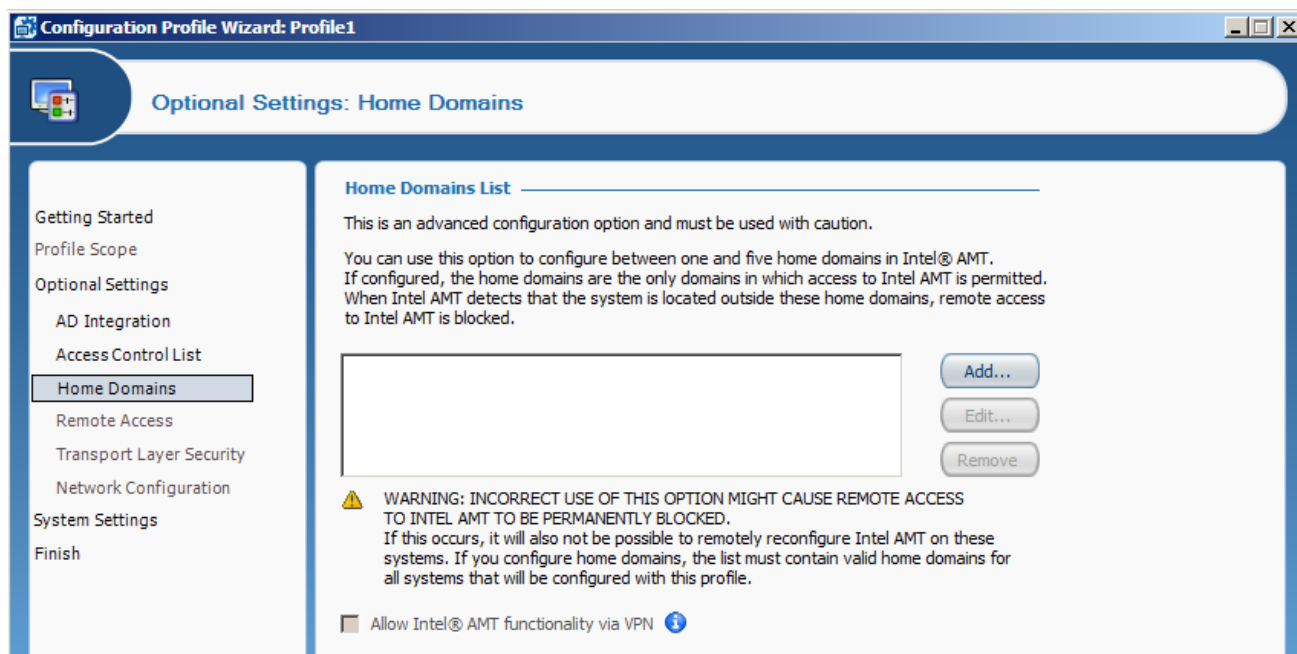 Configuration Profile Wizard: Profile1
Optional Settings: Home Domains
Getting Started
Profile Scope
Optional Settings
AD Integration
Access Control List
Home Domains
Remote Access
Transport Layer Security
Network Configuration
System Settings
Finish
Home Domains List
This is an advanced configuration option and must be used with caution.
You can use this option to configure between one and five home domains in Intel® AMT.
If configured, the home domains are the only domains in which access to Intel AMT is permitted.
When Intel AMT detects that the system is located outside these home domains, remote access
to Intel AMT is blocked.
Add...
Edit...
Remove
WARNING: INCORRECT USE OF THIS OPTION MIGHT CAUSE REMOTE ACCESS
TO INTEL AMT TO BE PERMANENTLY BLOCKED.
If this occurs, it will also not be possible to remotely reconfigure Intel AMT on these
systems. If you configure home domains, the list must contain valid home domains for
all systems that will be configured with this profile.
Allow Intel® AMT functionality via VPN